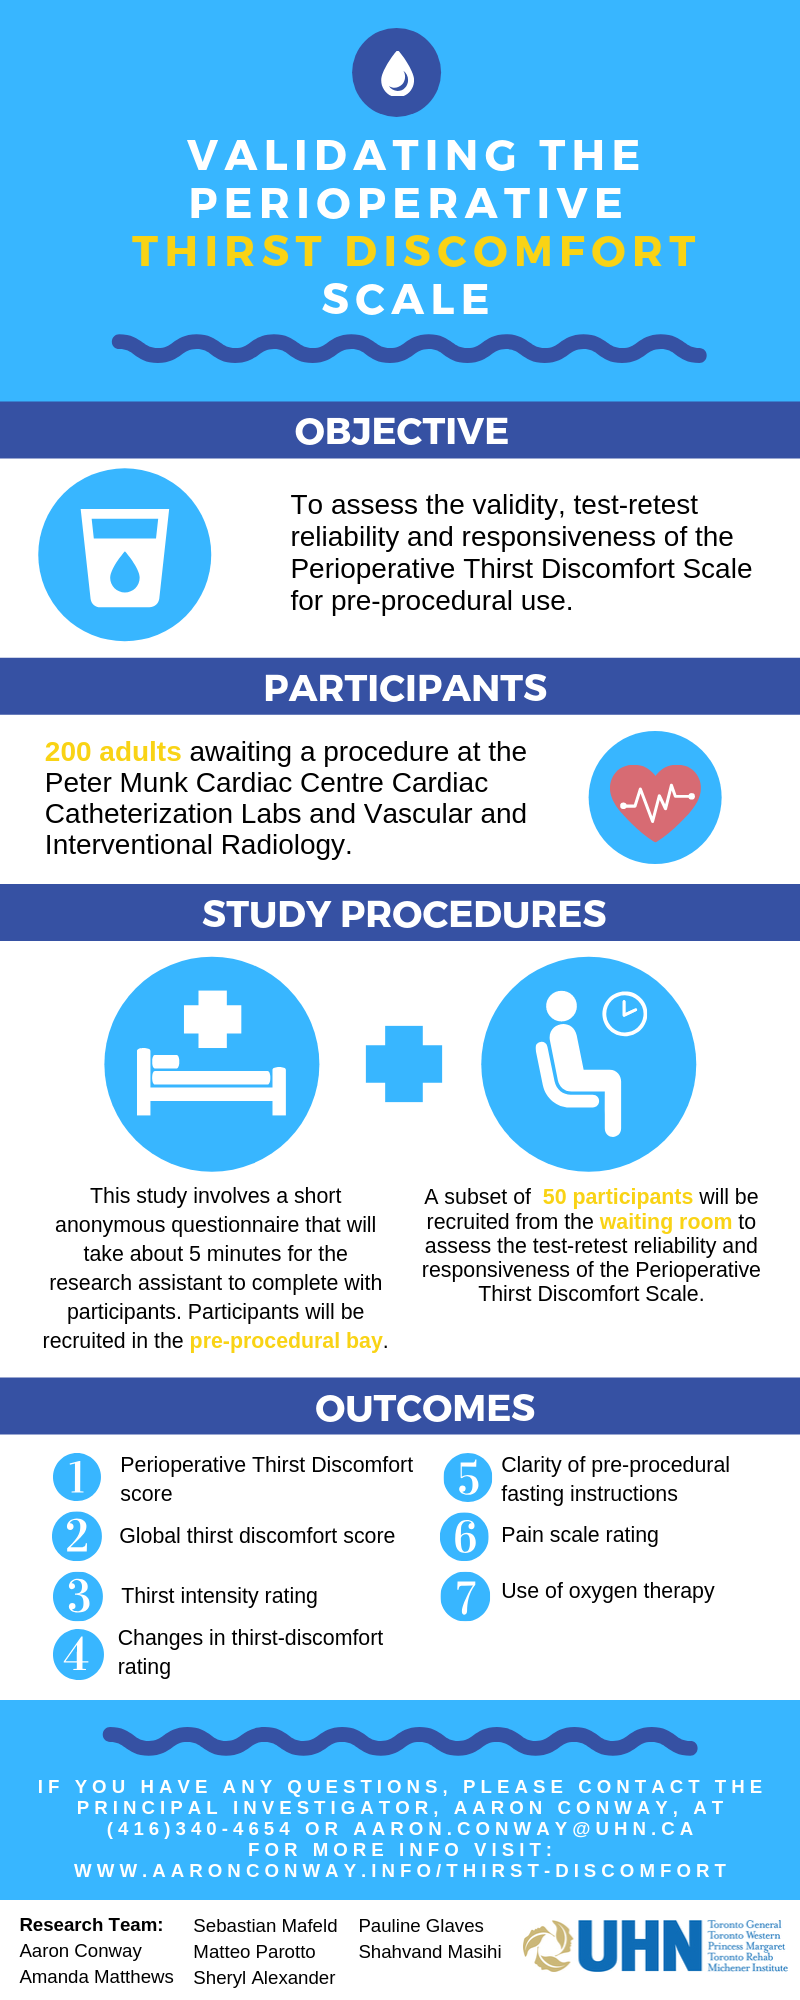 VALIDATING THE
PERIOPERATIVE
THIRST DISCOMFORT
SCALE
OBJECTIVE
To assess the validity, test-retest
reliability and responsiveness of the
Perioperative Thirst Discomfort Scale
for pre-procedural use.
PARTICIPANTS
200 adults awaiting a procedure at the
Peter Munk Cardiac Centre Cardiac
Catheterization Labs and Vascular and
Interventional Radiology.
STUDY PROCEDURES
This study involves a short
anonymous questionnaire that will
take about 5 minutes for the
research assistant to complete with
participants. Participants will be
recruited in the pre-procedural bay.
A subset of 50 participants will be
recruited from the waiting room to
assess the test-retest reliability and
responsiveness of the Perioperative
Thirst Discomfort Scale.
OUTCOMES
1 Perioperative Thirst Discomfort
score
2 Global thirst discomfort score
3 Thirst intensity rating
4 Changes in thirst-discomfort
rating
5 Clarity of pre-procedural
fasting instructions
6 Pain scale rating
7 Use of oxygen therapy
IF YOU HAVE ANY QUESTIONS, PLEASE CONTACT THE
PRINCIPAL INVESTIGATOR, AARON CONWAY, AT
(416)340-4654 OR AARON.CONWAY@UHN.CA
FOR MORE INFO VISIT:
WWW.AARONCONWAY.INFO/THIRST-DISCOMFORT
Research Team:
Aaron Conway
Amanda Matthews
Sebastian Mafeld
Matteo Parotto
Sheryl Alexander
Pauline Glaves
Shahvand Masihi
UHN
Toronto General
Toronto Western
Princess Margaret
Toronto Rehab
Michener Institute